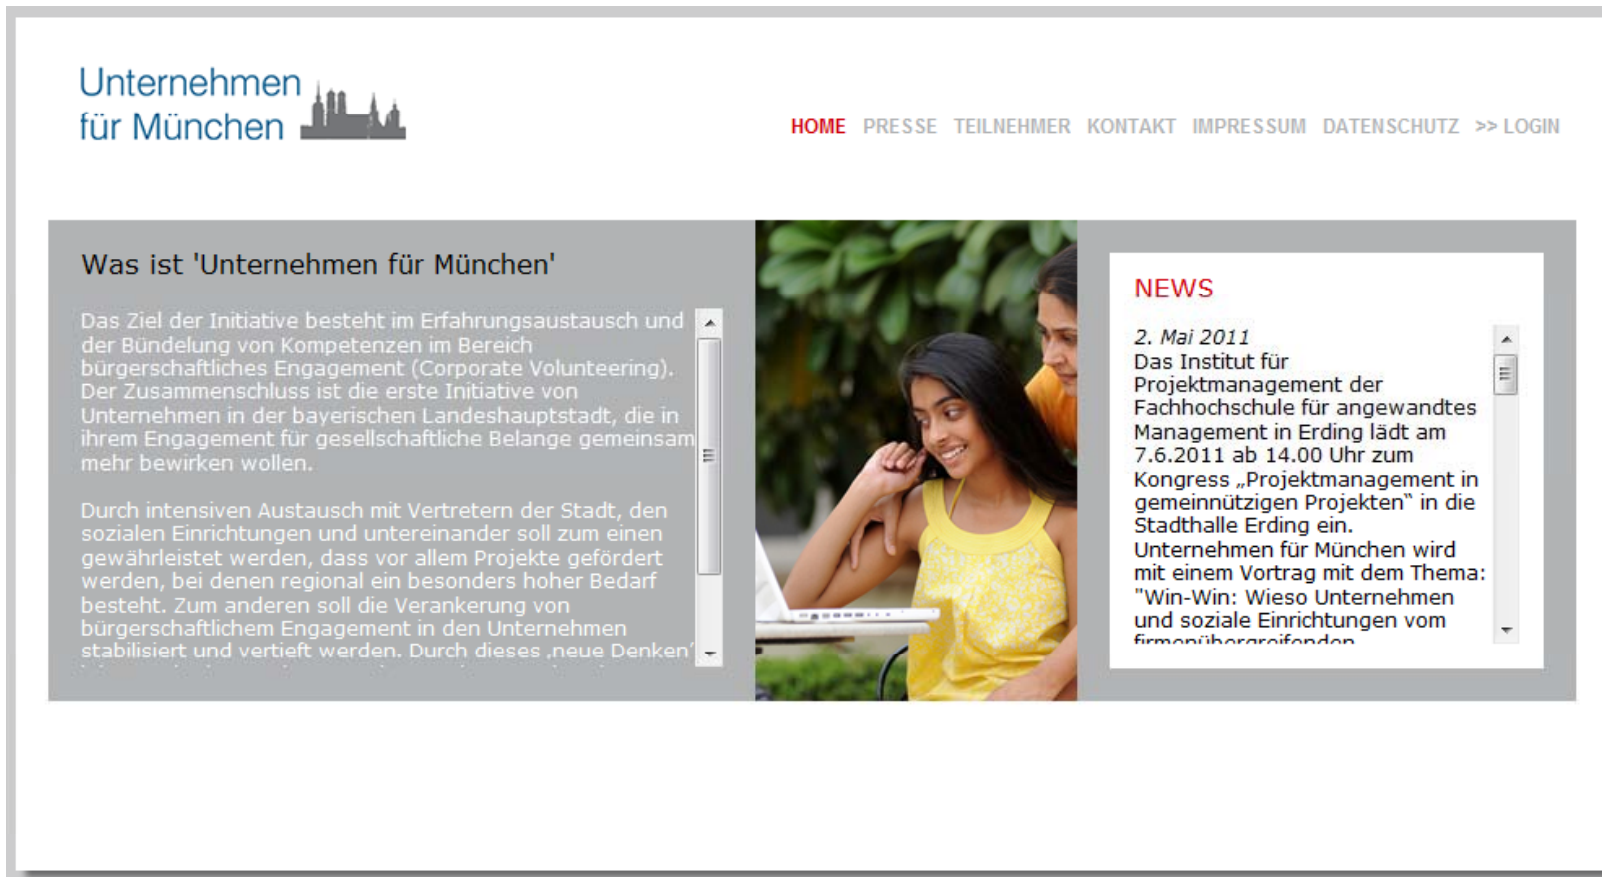 Unternehmen
für München
HOME PRESSE TEILNEHMER KONTAKT IMPRESSUM DATENSCHUTZ >> LOGIN
Was ist 'Unternehmen für München'
Das Ziel der Initiative besteht im Erfahrungsaustausch und
der Bündelung von Kompetenzen im Bereich
bürgerschaftliches Engagement (Corporate Volunteering).
Der Zusammenschluss ist die erste Initiative von
Unternehmen in der bayerischen Landeshauptstadt, die in
ihrem Engagement für gesellschaftliche Belange gemeinsam
mehr bewirken wollen.
Durch intensiven Austausch mit Vertretern der Stadt, den
sozialen Einrichtungen und untereinander soll zum einen
gewährleistet werden, dass vor allem Projekte gefördert
werden, bei denen regional ein besonders hoher Bedarf
besteht. Zum anderen soll die Verankerung von
bürgerschaftlichem Engagement in den Unternehmen
stabilisiert und vertieft werden. Durch dieses ‚neue Denken'
NEWS
2. Mai 2011
Das Institut für
Projektmanagement der
Fachhochschule für angewandtes
Management in Erding lädt am
7.6.2011 ab 14.00 Uhr zum
Kongress „Projektmanagement in
gemeinnützigen Projekten“ in die
Stadthalle Erding ein.
Unternehmen für München wird
mit einem Vortrag mit dem Thema:
"Win-Win: Wieso Unternehmen
und soziale Einrichtungen vom
firmenübergreifenden